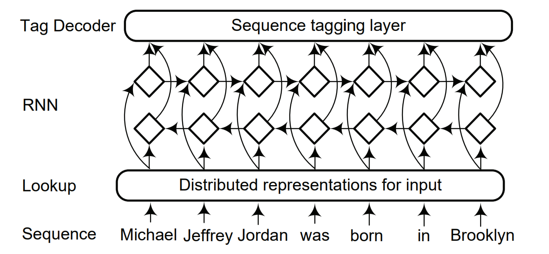 Tag Decoder Sequence tagging layer
RNN
Lookup Distributed representations for input
Sequence Michael Jeffrey Jordan was born in Brooklyn